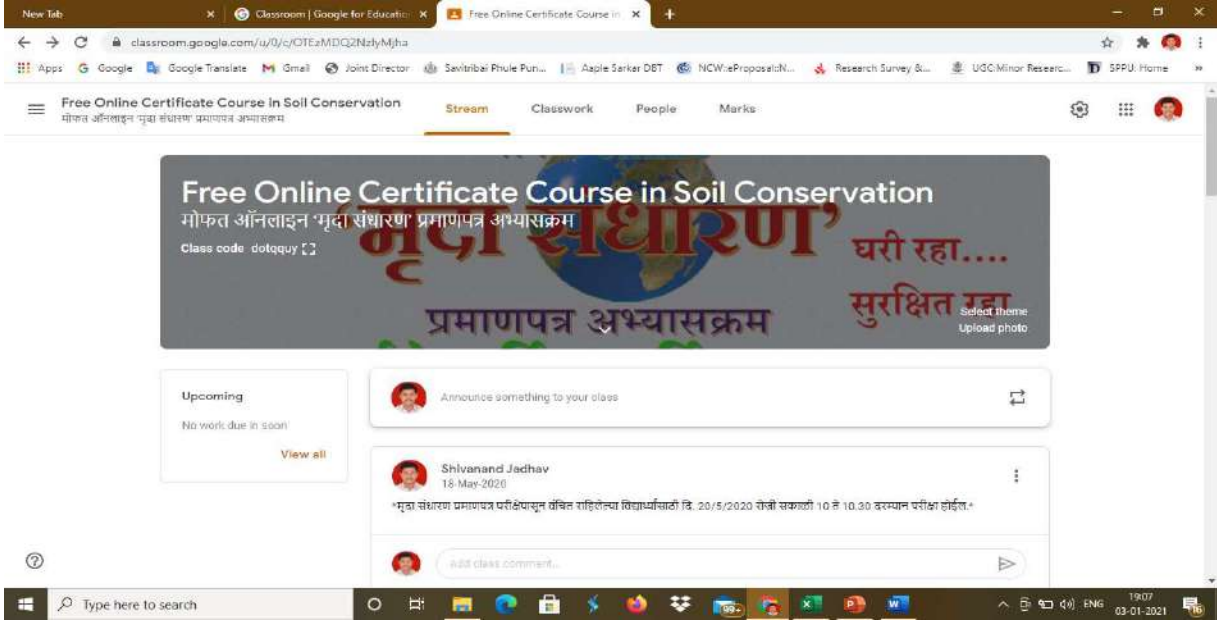 New Tab
Classroom | Google for Educatio
Free Online Certificate Course in
classroom.google.com/u/0/c/OTEzMDQ2NzIyMjha
Apps Google Google Translate Gmail Joint Director Savitribai Phule Pun... Aaple Sarkar DBT NCW::eProposal::N... Research Survey &... UGC:Minor Researc... SPPU: Home »
Free Online Certificate Course in Soil Conservation
मोफत ऑनलाइन 'मृदा संधारण' प्रमाणपत्र अभ्यासक्रम
Stream Classwork People Marks
Free Online Certificate Course in Soil Conservation
मोफत ऑनलाइन 'मृदा संधारण' प्रमाणपत्र अभ्यासक्रम
Class code dotqquy
'मृदा संधारण'
घरी रहा....
सुरक्षित रहा
प्रमाणपत्र अभ्यासक्रम
Select theme
Upload photo
Upcoming
No work due in soon
View all
Announce something to your class
Shivanand Jadhav
18-May-2020
*मृदा संधारण प्रमाणपत्र परीक्षेपासून वंचित राहिलेल्या विद्यार्थ्यांसाठी दि. 20/5/2020 रोजी सकाळी 10 ते 10.30 दरम्यान परीक्षा होईल.*
Add class comment...
Type here to search
99+
ENG
19:07
03-01-2021
16